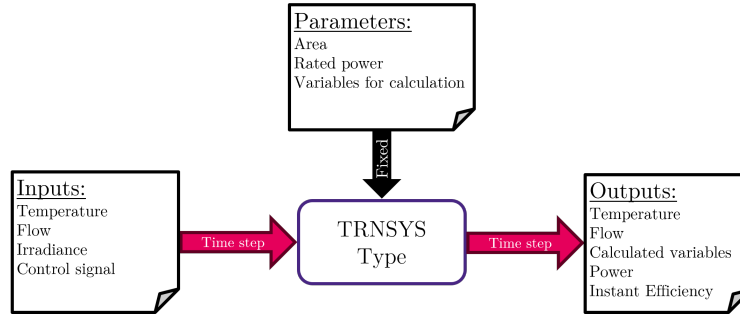 Parameters:
Area
Rated power
Variables for calculation
Fixed
Inputs:
Temperature
Flow
Irradiance
Control signal
Time step
TRNSYS
Type
Time step
Outputs:
Temperature
Flow
Calculated variables
Power
Instant Efficiency